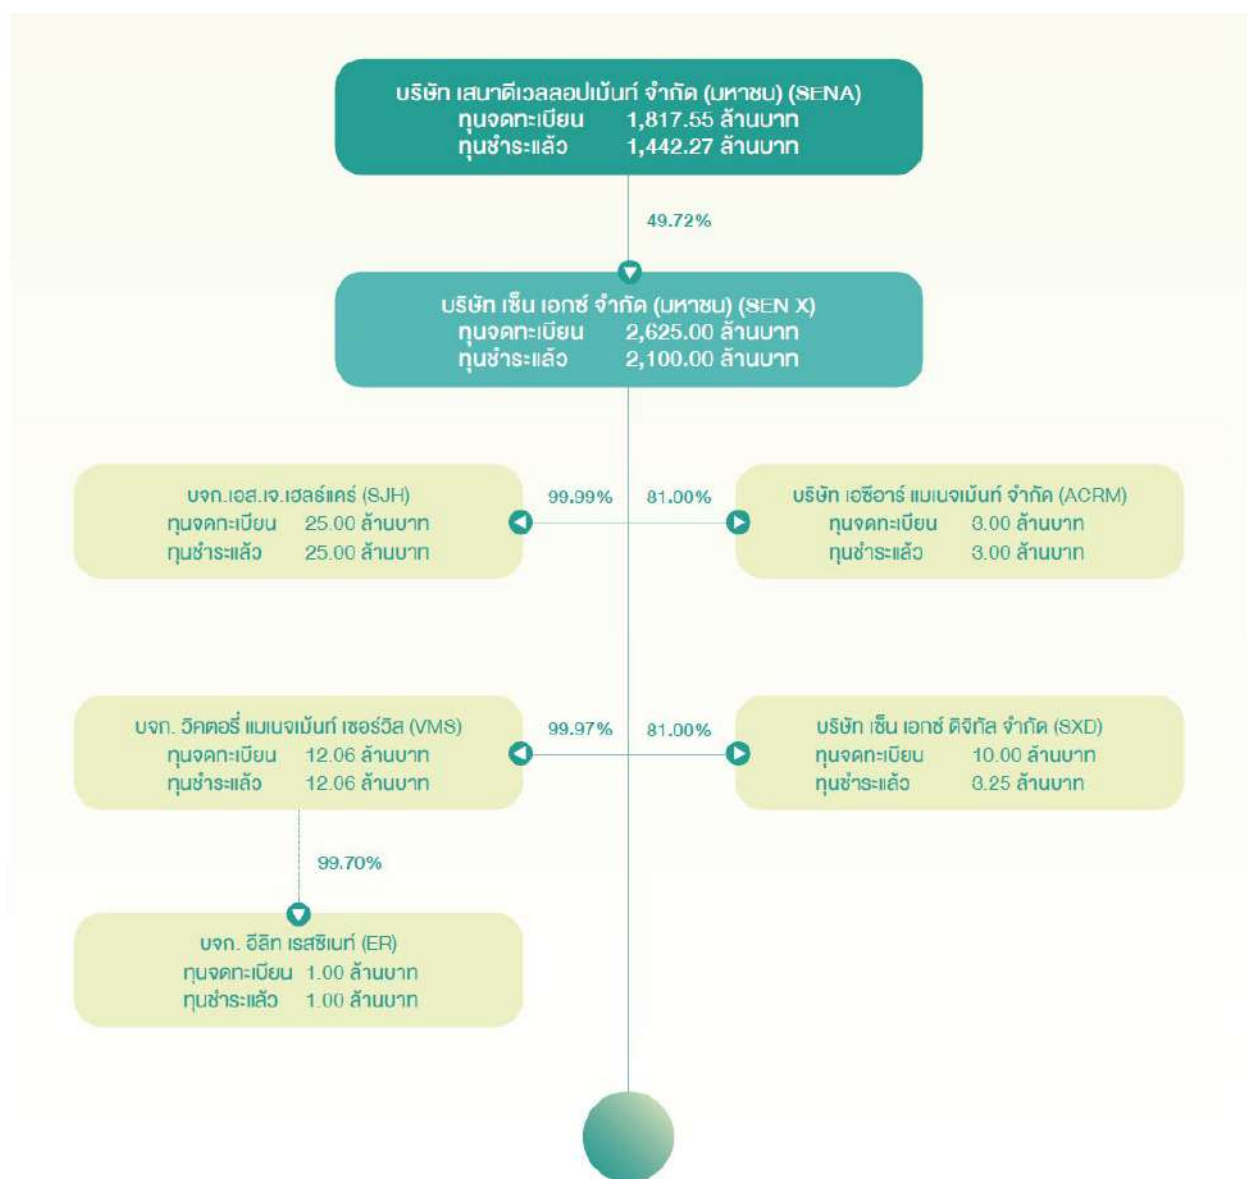 บริษัท เสนาดีเวลลอปเม้นท์ จำกัด (มหาชน) (SENA)
ทุนจดทะเบียน 1,817.55 ล้านบาท
ทุนชำระแล้ว 1,442.27 ล้านบาท
49.72%
บริษัท เซ็น เอกซ์ จำกัด (มหาชน) (SEN X)
ทุนจดทะเบียน 2,625.00 ล้านบาท
ทุนชำระแล้ว 2,100.00 ล้านบาท
บจก.เอส.เจ.เฮลธ์แคร์ (SJH)
ทุนจดทะเบียน 25.00 ล้านบาท
ทุนชำระแล้ว 25.00 ล้านบาท
99.99%
81.00%
บริษัท เอซีอาร์ แมเนจเม้นท์ จำกัด (ACRM)
ทุนจดทะเบียน 3.00 ล้านบาท
ทุนชำระแล้ว 3.00 ล้านบาท
บจก. วิคตอรี่ แมเนจเม้นท์ เซอร์วิส (VMS)
ทุนจดทะเบียน 12.06 ล้านบาท
ทุนชำระแล้ว 12.06 ล้านบาท
99.97%
81.00%
บริษัท เซ็น เอกซ์ ดิจิทัล จำกัด (SXD)
ทุนจดทะเบียน 10.00 ล้านบาท
ทุนชำระแล้ว 3.25 ล้านบาท
99.70%
บจก. อีลิท เรสซิเนท์ (ER)
ทุนจดทะเบียน 1.00 ล้านบาท
ทุนชำระแล้ว 1.00 ล้านบาท